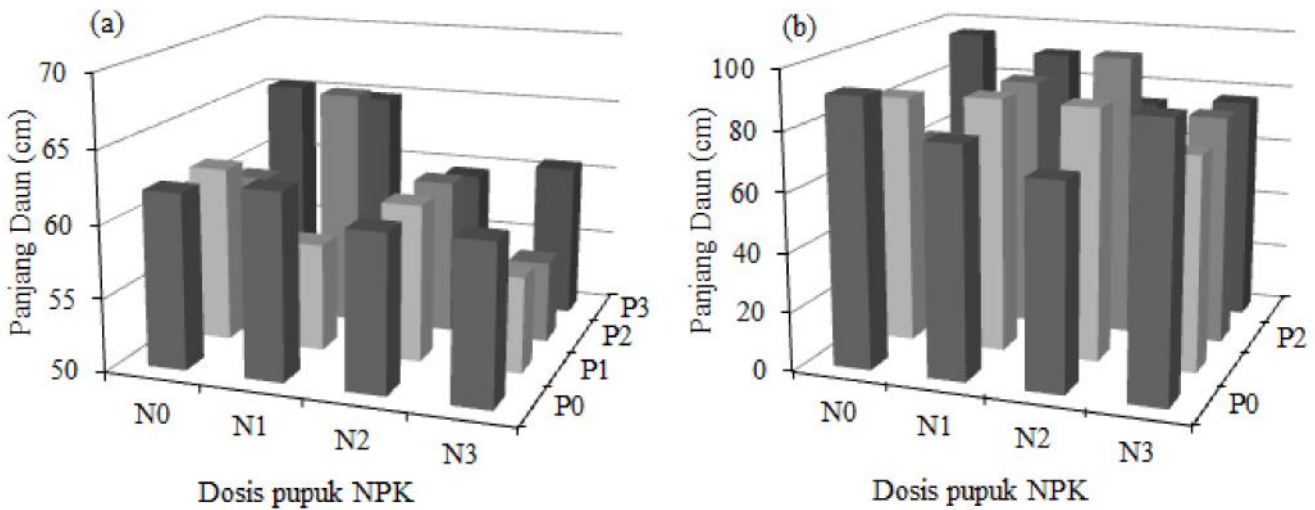 (a)
Panjang Daun (cm)
70
65
60
55
50
N0
N1
N2
N3
P0
P1
P2
P3
Dosis pupuk NPK
(b)
Panjang Daun (cm)
100
80
60
40
20
0
N0
N1
N2
N3
P0
P2
Dosis pupuk NPK